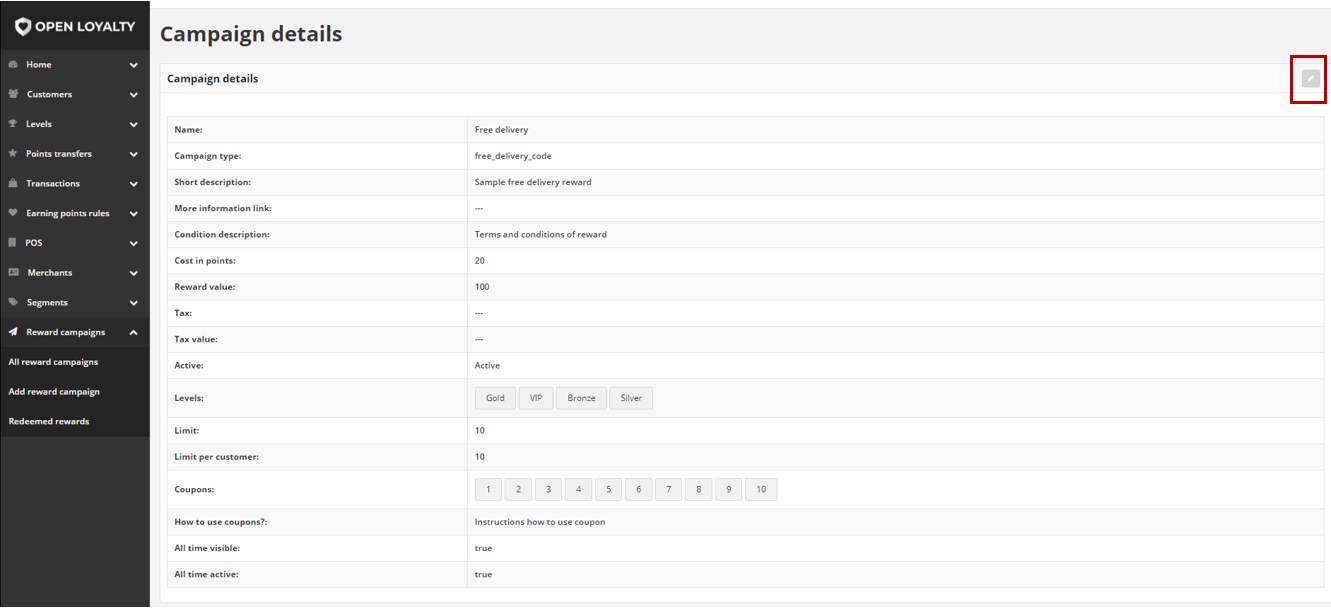 OPEN LOYALTY
Home
Customers
Levels
Points transfers
Transactions
Earning points rules
POS
Merchants
Segments
Reward campaigns
All reward campaigns
Add reward campaign
Redeemed rewards
Campaign details
Campaign details
Name: Free delivery
Campaign type: free_delivery_code
Short description: Sample free delivery reward
More information link: ---
Condition description: Terms and conditions of reward
Cost in points: 20
Reward value: 100
Tax: ---
Tax value: ---
Active: Active
Levels: Gold VIP Bronze Silver
Limit: 10
Limit per customer: 10
Coupons: 1 2 3 4 5 6 7 8 9 10
How to use coupons?: Instructions how to use coupon
All time visible: true
All time active: true